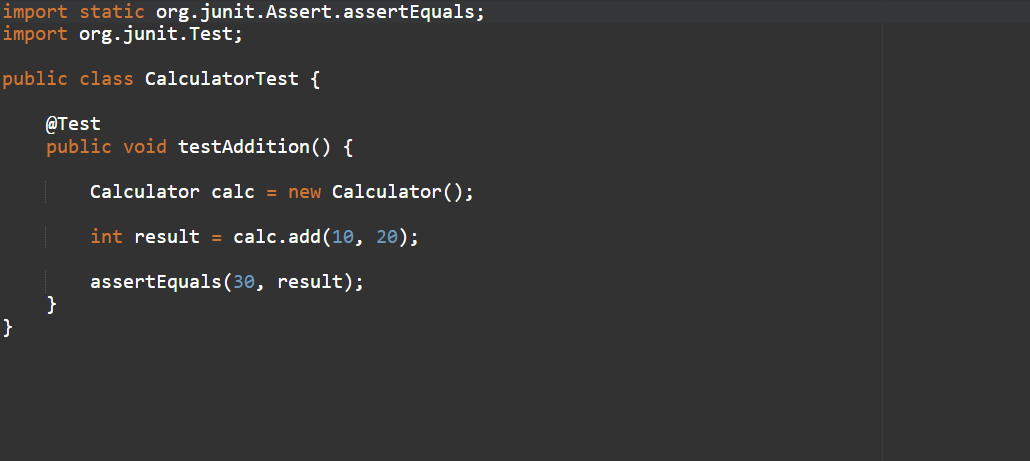 import static org.junit.Assert.assertEquals;
import org.junit.Test;
public class CalculatorTest {
@Test
public void testAddition() {
Calculator calc = new Calculator();
int result = calc.add(10, 20);
assertEquals(30, result);
}
}